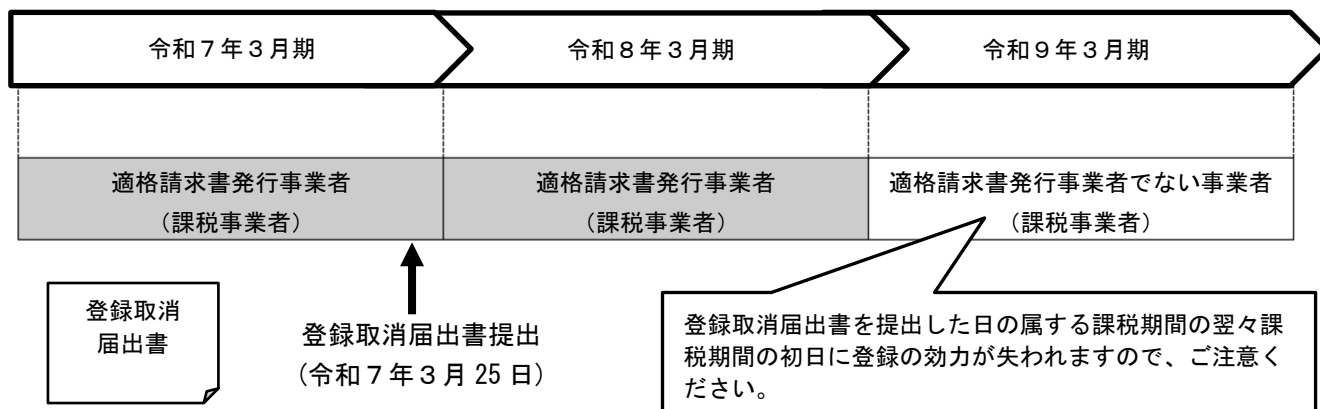 令和７年３月期
令和８年３月期
令和９年３月期
適格請求書発行事業者
（課税事業者）
適格請求書発行事業者
（課税事業者）
適格請求書発行事業者でない事業者
（課税事業者）
登録取消
届出書
登録取消届出書提出
（令和７年３月 25 日）
登録取消届出書を提出した日の属する課税期間の翌々課
税期間の初日に登録の効力が失われますので、ご注意く
ださい。